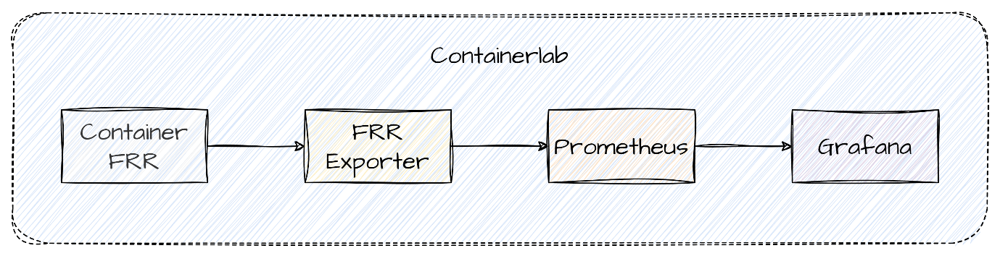 Containerlab
Container
FRR
FRR
Exporter
Prometheus
Grafana